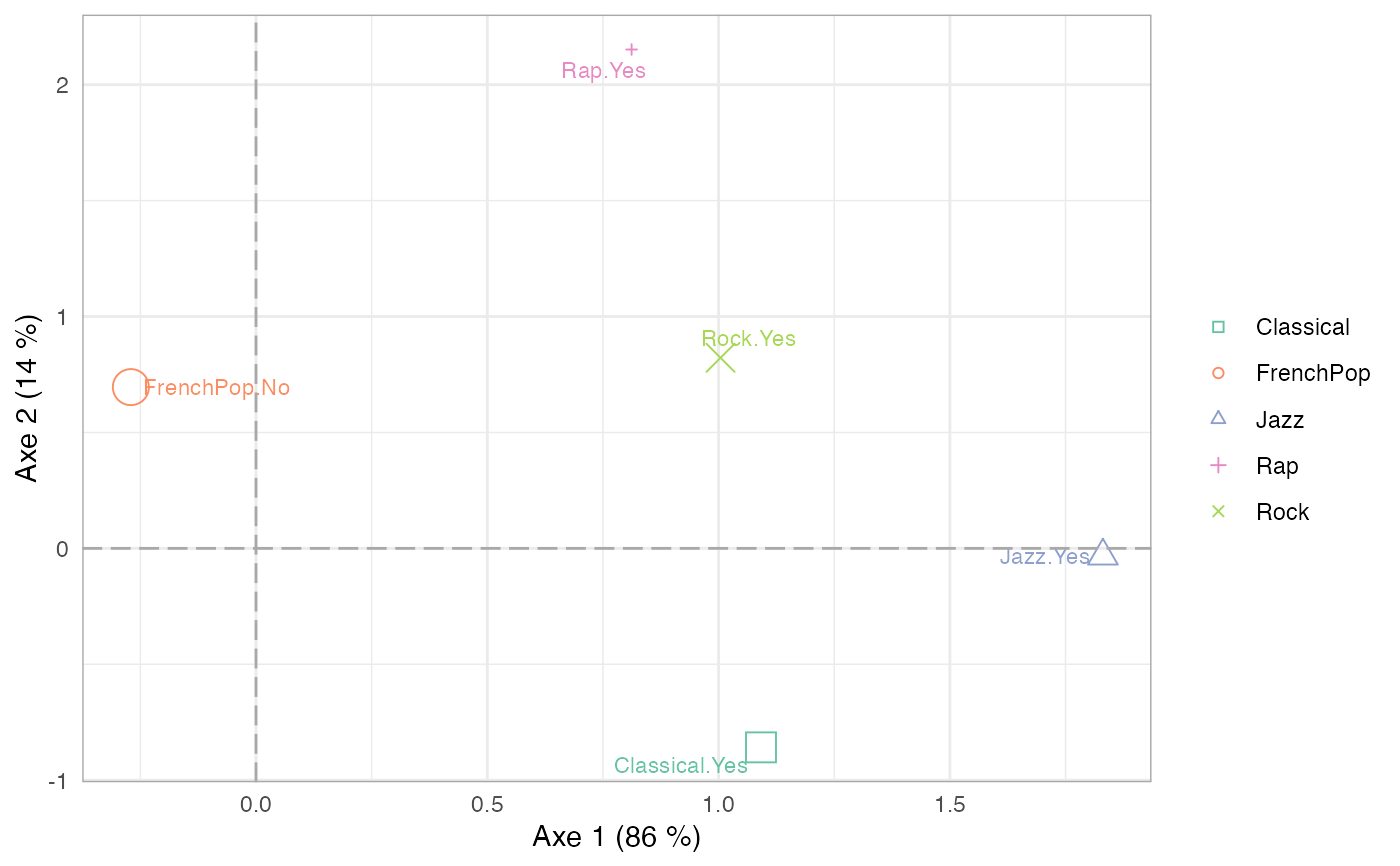 Rap.Yes
2
1
Rock.Yes
FrenchPop.No
0
Jazz.Yes
Classical.Yes
-1
0.0
0.5
1.0
1.5
Axe 1 (86 %)
Axe 2 (14 %)
Classical
FrenchPop
Jazz
Rap
Rock